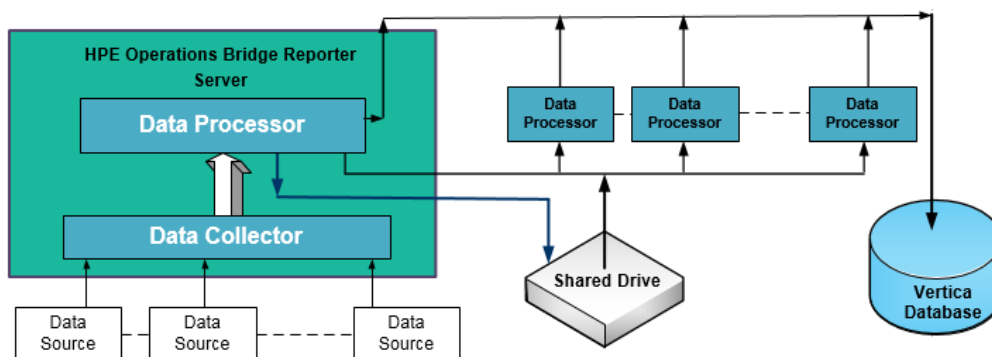 HPE Operations Bridge Reporter
Server
Data Processor
Data Collector
Data
Source
Data
Source
Data
Source
Data
Processor
Data
Processor
Data
Processor
Shared Drive
Vertica
Database